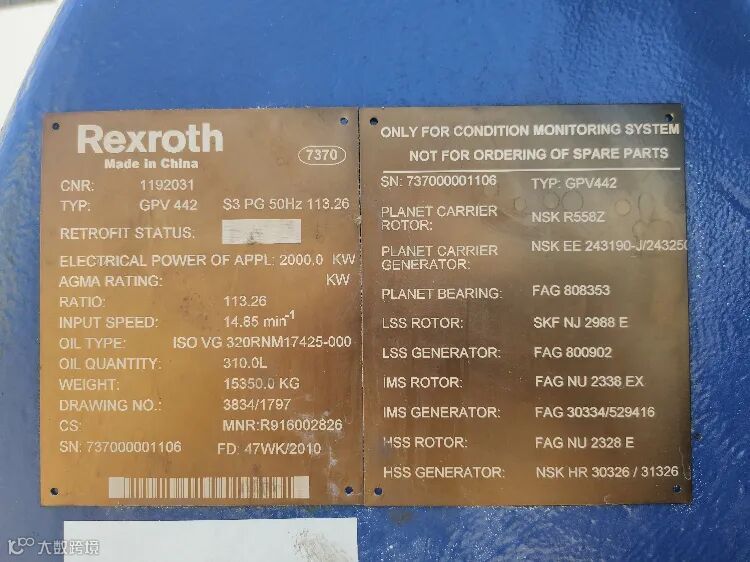 Rexroth
Made in China
7370
CNR: 1192031
TYP: GPV 442 S3 PG 50Hz 113.26
RETROFIT STATUS:
ELECTRICAL POWER OF APPL: 2000.0 KW
AGMA RATING: KW
RATIO: 113.26
INPUT SPEED: 14.85 min⁻¹
OIL TYPE: ISO VG 320RNM17425-000
OIL QUANTITY: 310.0L
WEIGHT: 15350.0 KG
DRAWING NO.: 3834/1797
CS: MNR:R916002826
SN: 737000001106 FD: 47WK/2010
ONLY FOR CONDITION MONITORING SYSTEM
NOT FOR ORDERING OF SPARE PARTS
SN: 737000001106 TYP: GPV442
PLANET CARRIER ROTOR: NSK R558Z
PLANET CARRIER GENERATOR: NSK EE 243190-J/243250
PLANET BEARING: FAG 808353
LSS ROTOR: SKF NJ 2988 E
LSS GENERATOR: FAG 800902
IMS ROTOR: FAG NU 2338 EX
IMS GENERATOR: FAG 30334/529416
HSS ROTOR: FAG NU 2328 E
HSS GENERATOR: NSK HR 30326 / 31326
大数跨境